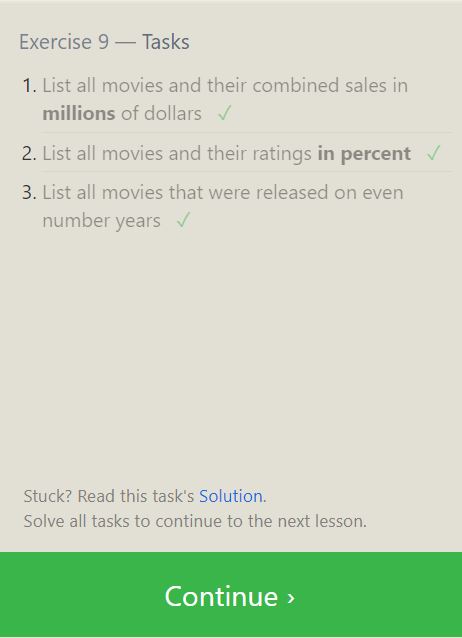 Exercise 9 — Tasks
1. List all movies and their combined sales in
millions of dollars ✓
2. List all movies and their ratings in percent ✓
3. List all movies that were released on even
number years ✓
Stuck? Read this task's Solution.
Solve all tasks to continue to the next lesson.
Continue ›